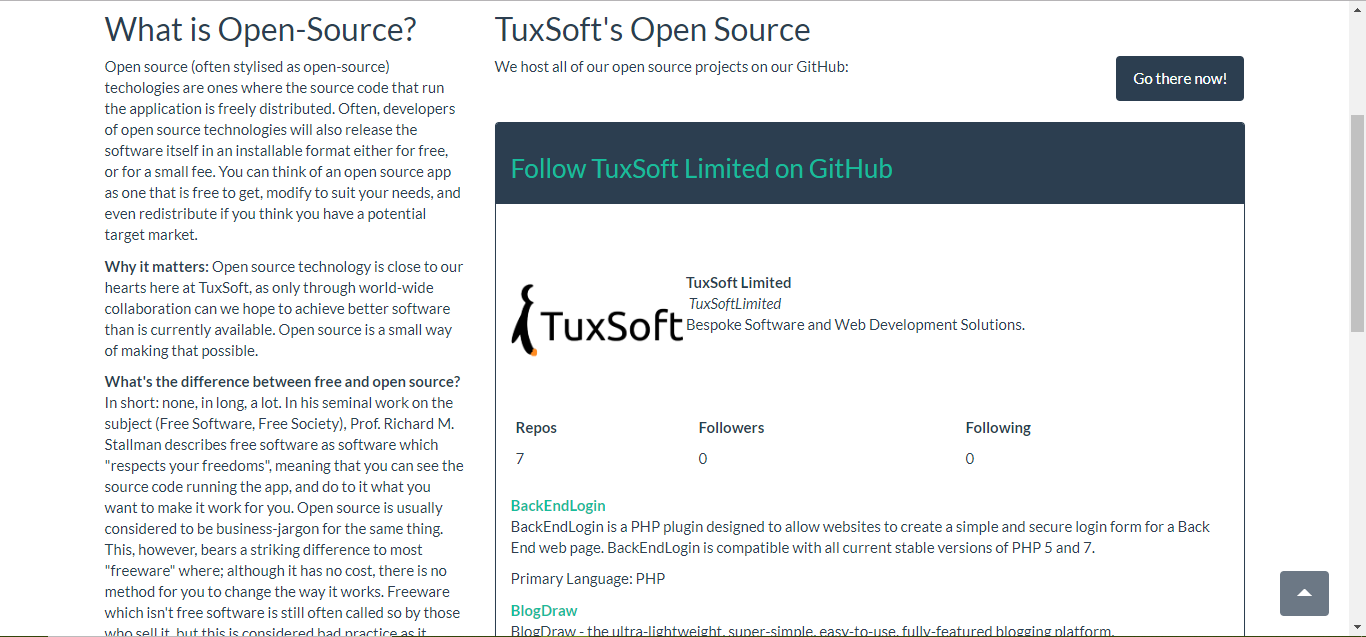 What is Open-Source?
Open source (often stylised as open-source)
techologies are ones where the source code that run
the application is freely distributed. Often, developers
of open source technologies will also release the
software itself in an installable format either for free,
or for a small fee. You can think of an open source app
as one that is free to get, modify to suit your needs, and
even redistribute if you think you have a potential
target market.
Why it matters: Open source technology is close to our
hearts here at TuxSoft, as only through world-wide
collaboration can we hope to achieve better software
than is currently available. Open source is a small way
of making that possible.
What's the difference between free and open source?
In short: none, in long, a lot. In his seminal work on the
subject (Free Software, Free Society), Prof. Richard M.
Stallman describes free software as software which
"respects your freedoms", meaning that you can see the
source code running the app, and do to it what you
want to make it work for you. Open source is usually
considered to be business-jargon for the same thing.
This, however, bears a striking difference to most
"freeware" where; although it has no cost, there is no
method for you to change the way it works. Freeware
which isn't free software is still often called so by those
who sell it, but this is considered bad practice as it
TuxSoft's Open Source
We host all of our open source projects on our GitHub:
Go there now!
Follow TuxSoft Limited on GitHub
TuxSoft
TuxSoft Limited
TuxSoftLimited
Bespoke Software and Web Development Solutions.
Repos Followers Following
7 0 0
BackEndLogin
BackEndLogin is a PHP plugin designed to allow websites to create a simple and secure login form for a Back
End web page. BackEndLogin is compatible with all current stable versions of PHP 5 and 7.
Primary Language: PHP
BlogDraw
BlogDraw - the ultra-lightweight, super-simple, easy-to-use, fully-featured blogging platform.